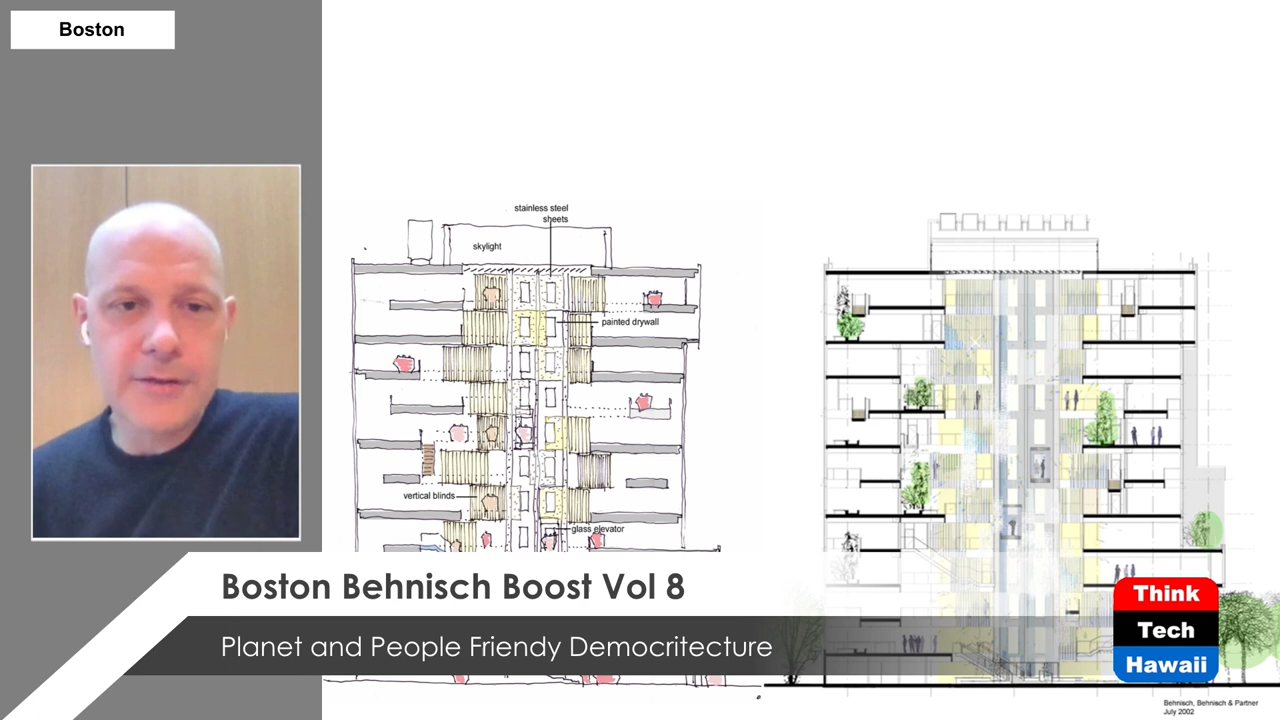 Boston
stainless steel
sheets
skylight
painted drywall
vertical blinds
glass elevator
Boston Behnisch Boost Vol 8
Planet and People Friendy Democritecture
Think
Tech
Hawaii
Behnisch, Behnisch & Partner
July 2002